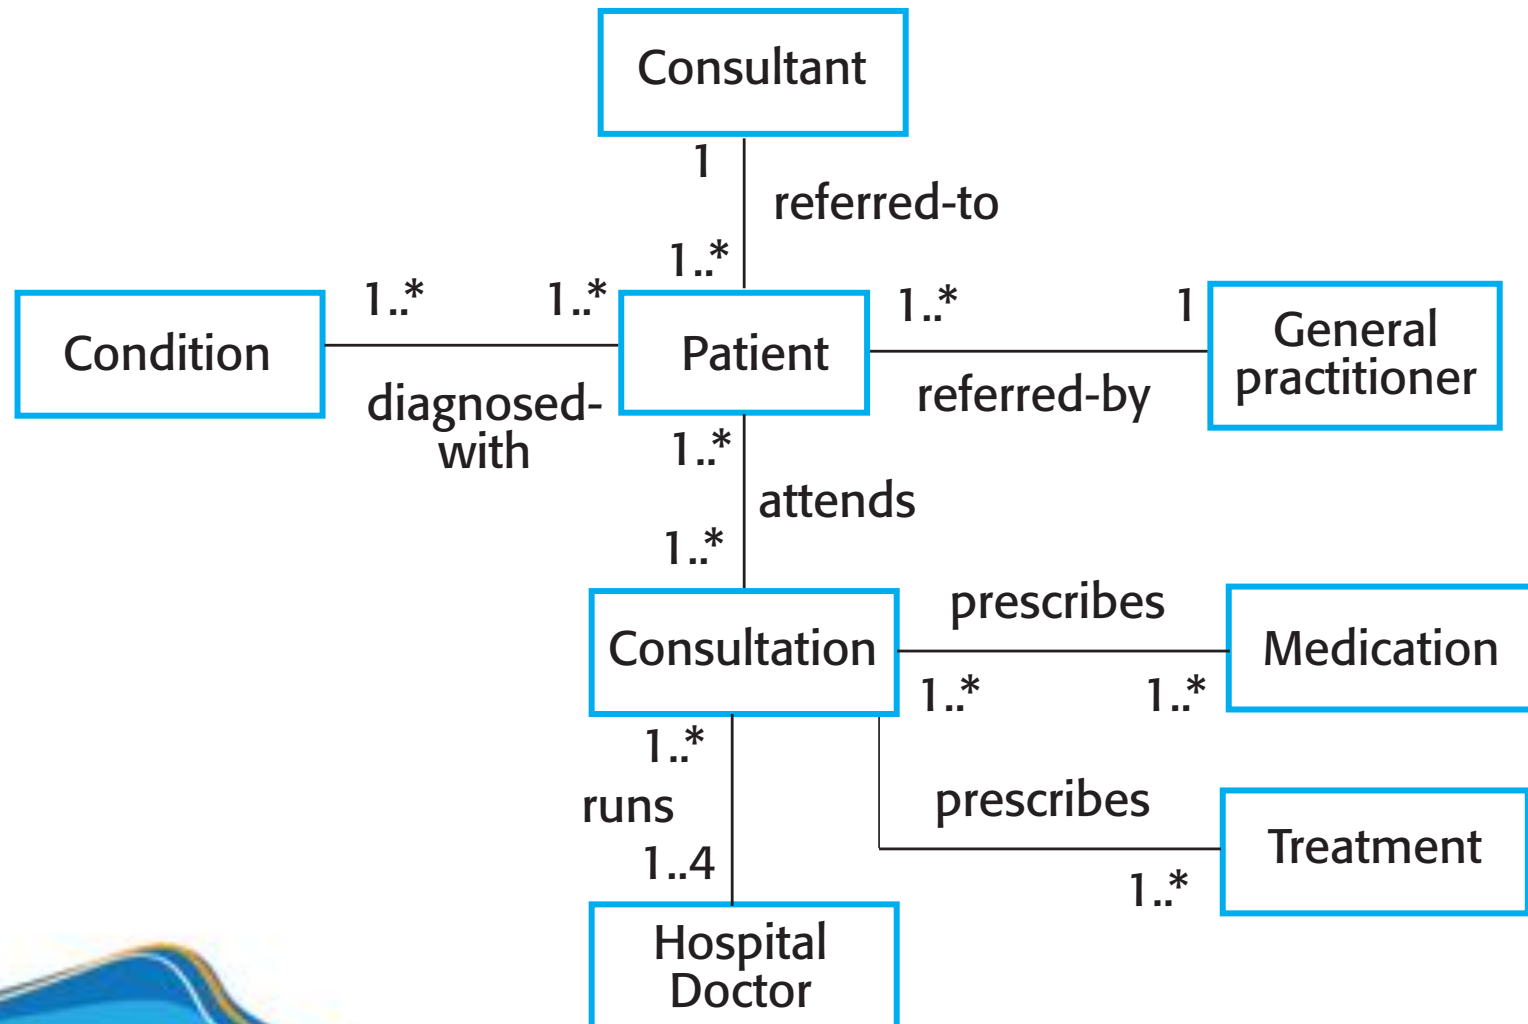 Consultant
1
referred-to
1..*
1..*
1..*
1..*
1
Condition
Patient
General
practitioner
diagnosed-
with
referred-by
1..*
attends
1..*
prescribes
Consultation
Medication
1..*
1..*
1..*
runs
prescribes
1..4
Treatment
1..*
Hospital
Doctor